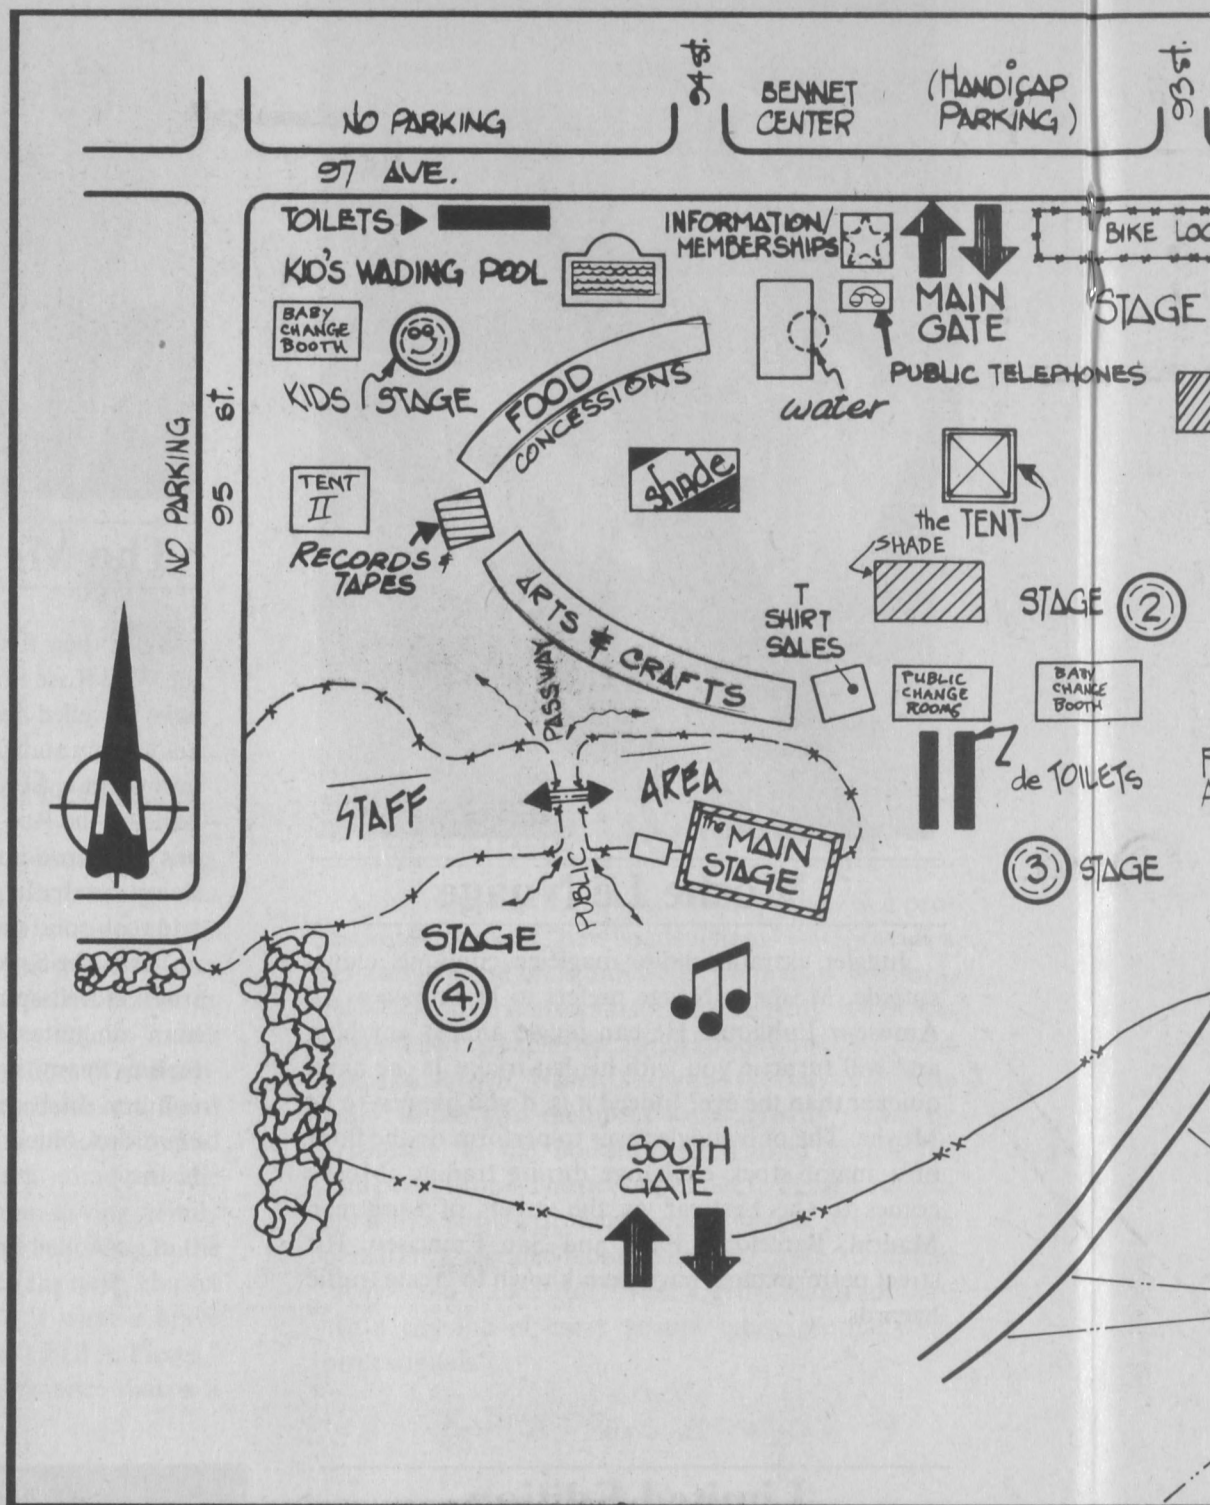 94 st.
93 st.
NO PARKING
BENNET
CENTER
(HANDICAP
PARKING)
97 AVE.
TOILETS
INFORMATION/
MEMBERSHIPS
BIKE LOC
KID'S WADING POOL
BABY
CHANGE
BOOTH
MAIN
GATE
STAGE
KIDS STAGE
FOOD
CONCESSIONS
PUBLIC TELEPHONES
water
NO PARKING
95 st.
TENT
II
shade
the TENT
RECORDS &
TAPES
the
SHADE
STAGE 2
ARTS & CRAFTS
T
SHIRT
SALES
PUBLIC
CHANGE
ROOMS
BABY
CHANGE
BOOTH
PASSWAY
STAFF
AREA
de TOILETS
N
the MAIN
STAGE
PUBLIC
3 STAGE
STAGE
4
SOUTH
GATE